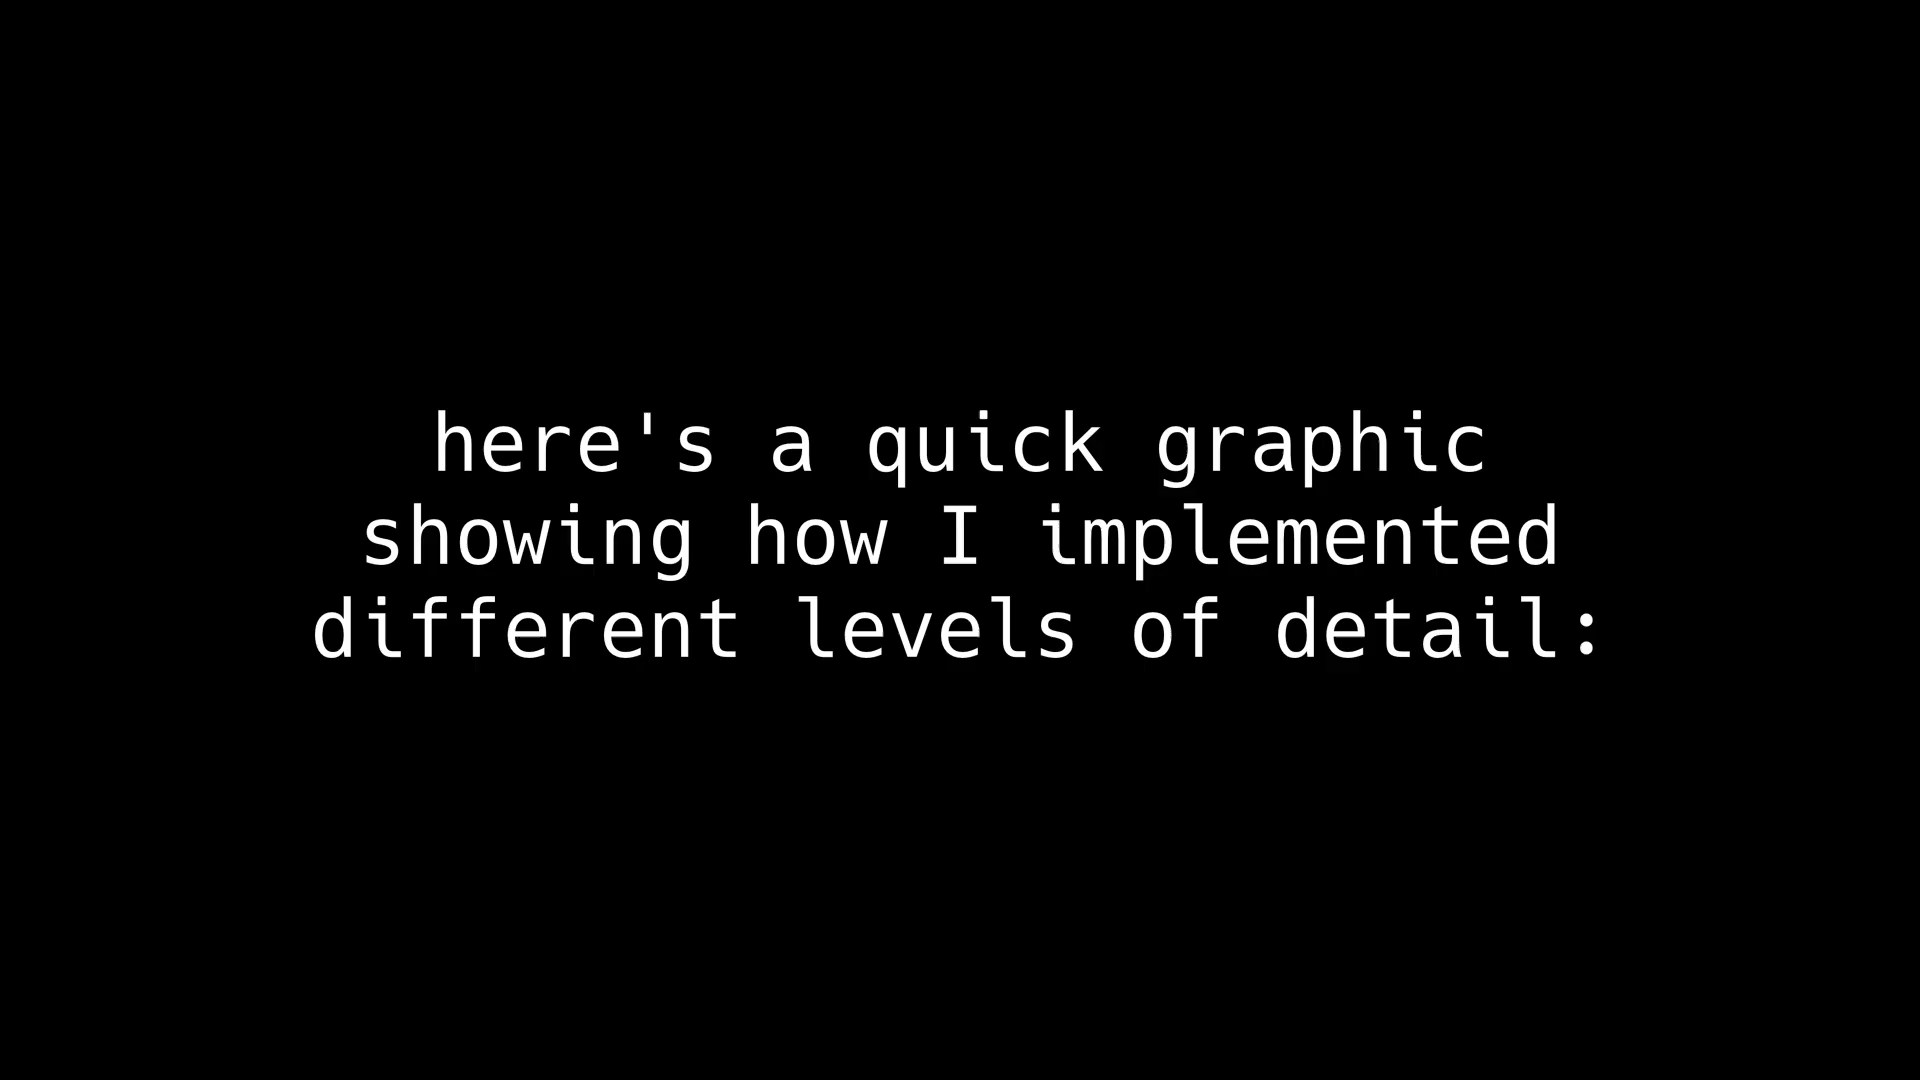 here's a quick graphic
showing how I implemented
different levels of detail: